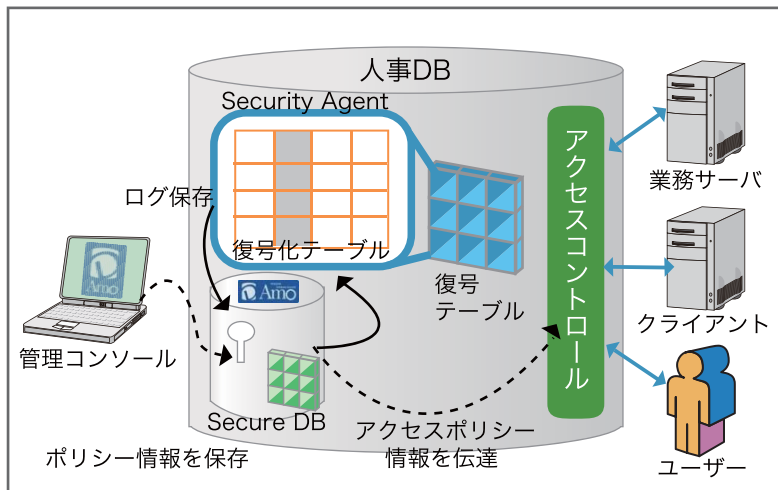 人事DB
Security Agent
ログ保存
復号化テーブル
復号
テーブル
アクセスコントロール
業務サーバ
クライアント
ユーザー
管理コンソール
Amo
Secure DB
ポリシー情報を保存
アクセスポリシー
情報を伝達